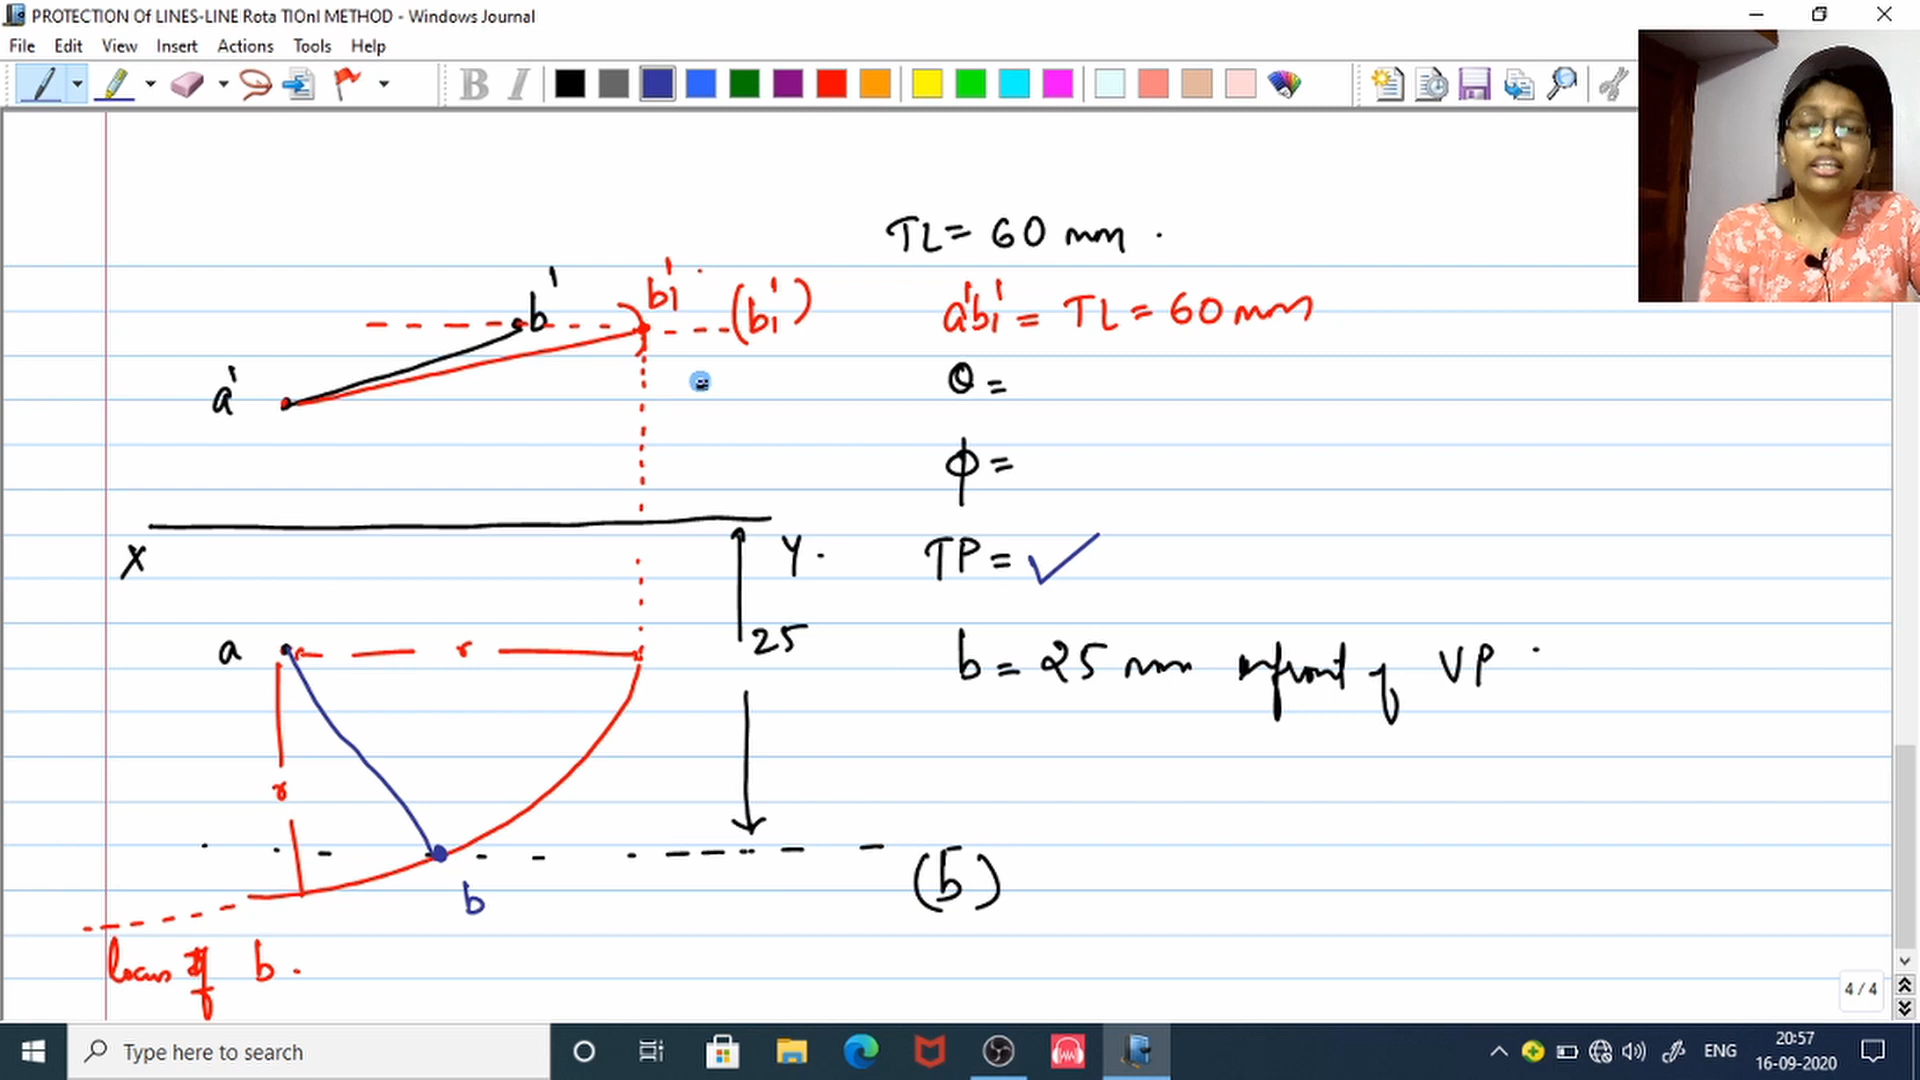 PROTECTION Of LINES-LINE Rota TIOnI METHOD - Windows Journal
File Edit View Insert Actions Tools Help
B I
TL = 60 mm .
b' b1' (b1') a'b1' = TL = 60 mm
a' θ =
ϕ =
X Y . TP = ✓
a r 25 b = 25 mm infront of VP .
r
b (b)
locus of b .
4 / 4
Type here to search
ENG
20:57
16-09-2020